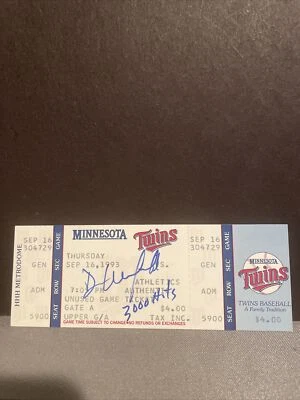 MINNESOTA Twins
SEP 16
304729
GAME
SEC
ROW
SEAT
HHH METRODOME
GEN
ADM
5900
THURSDAY
SEP 16,1993
VS.
ATHLETICS
UNUSED GAME TICKET
GATE A
$4.00
UPPER G/A
TAX INC.
GAME TIME SUBJECT TO CHANGE-NO REFUNDS OR EXCHANGES
3000 Hits
SEP 16
304729
GEN
ADM
5900
GAME
SEC
ROW
SEAT
MINNESOTA
Twins
TWINS BASEBALL
A Family Tradition
$4.00